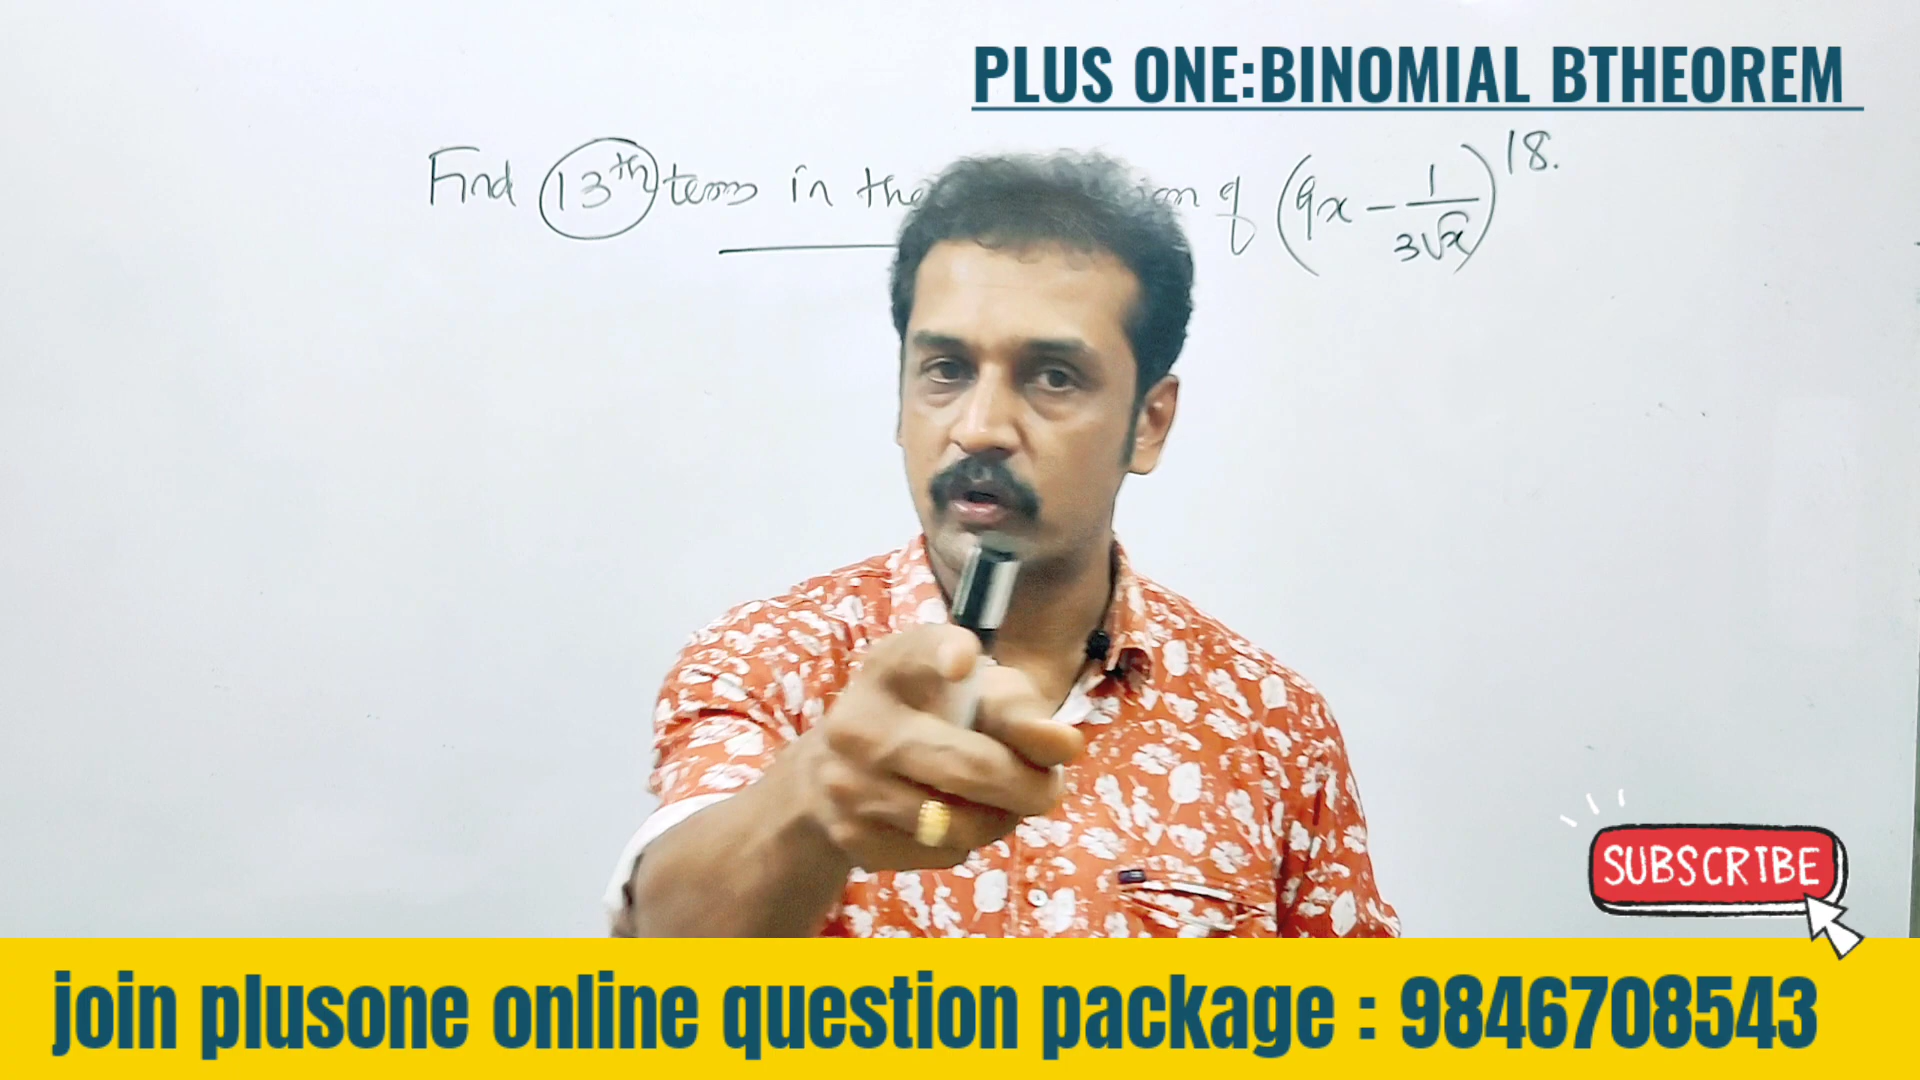 PLUS ONE:BINOMIAL BTHEOREM
Find 13th term in the of (9x - 1/3√x)^18.
SUBSCRIBE
join plusone online question package : 9846708543